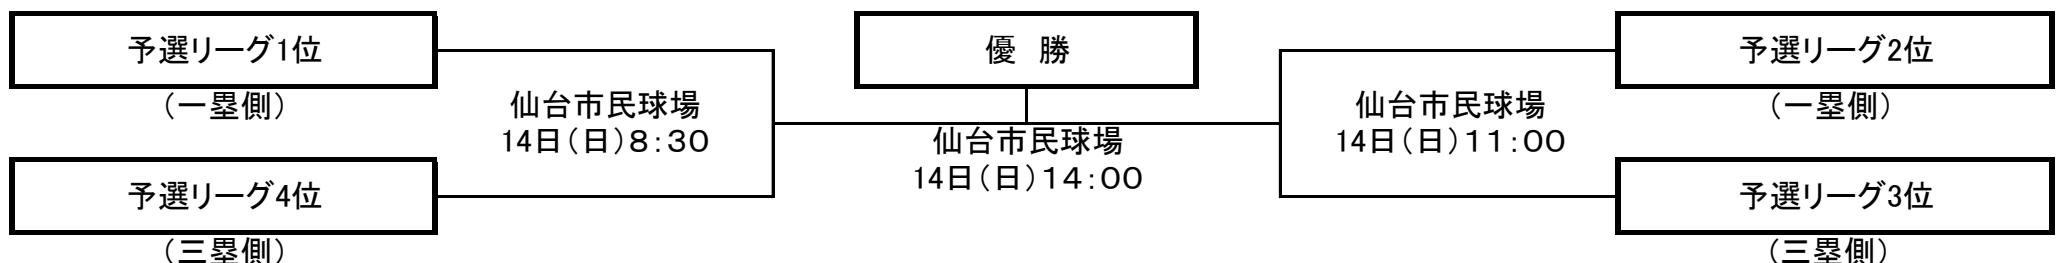 予選リーグ1位
(一塁側)
仙台市民球場
14日(日)8:30
予選リーグ4位
(三塁側)
優　勝
仙台市民球場
14日(日)14:00
仙台市民球場
14日(日)11:00
予選リーグ2位
(一塁側)
予選リーグ3位
(三塁側)